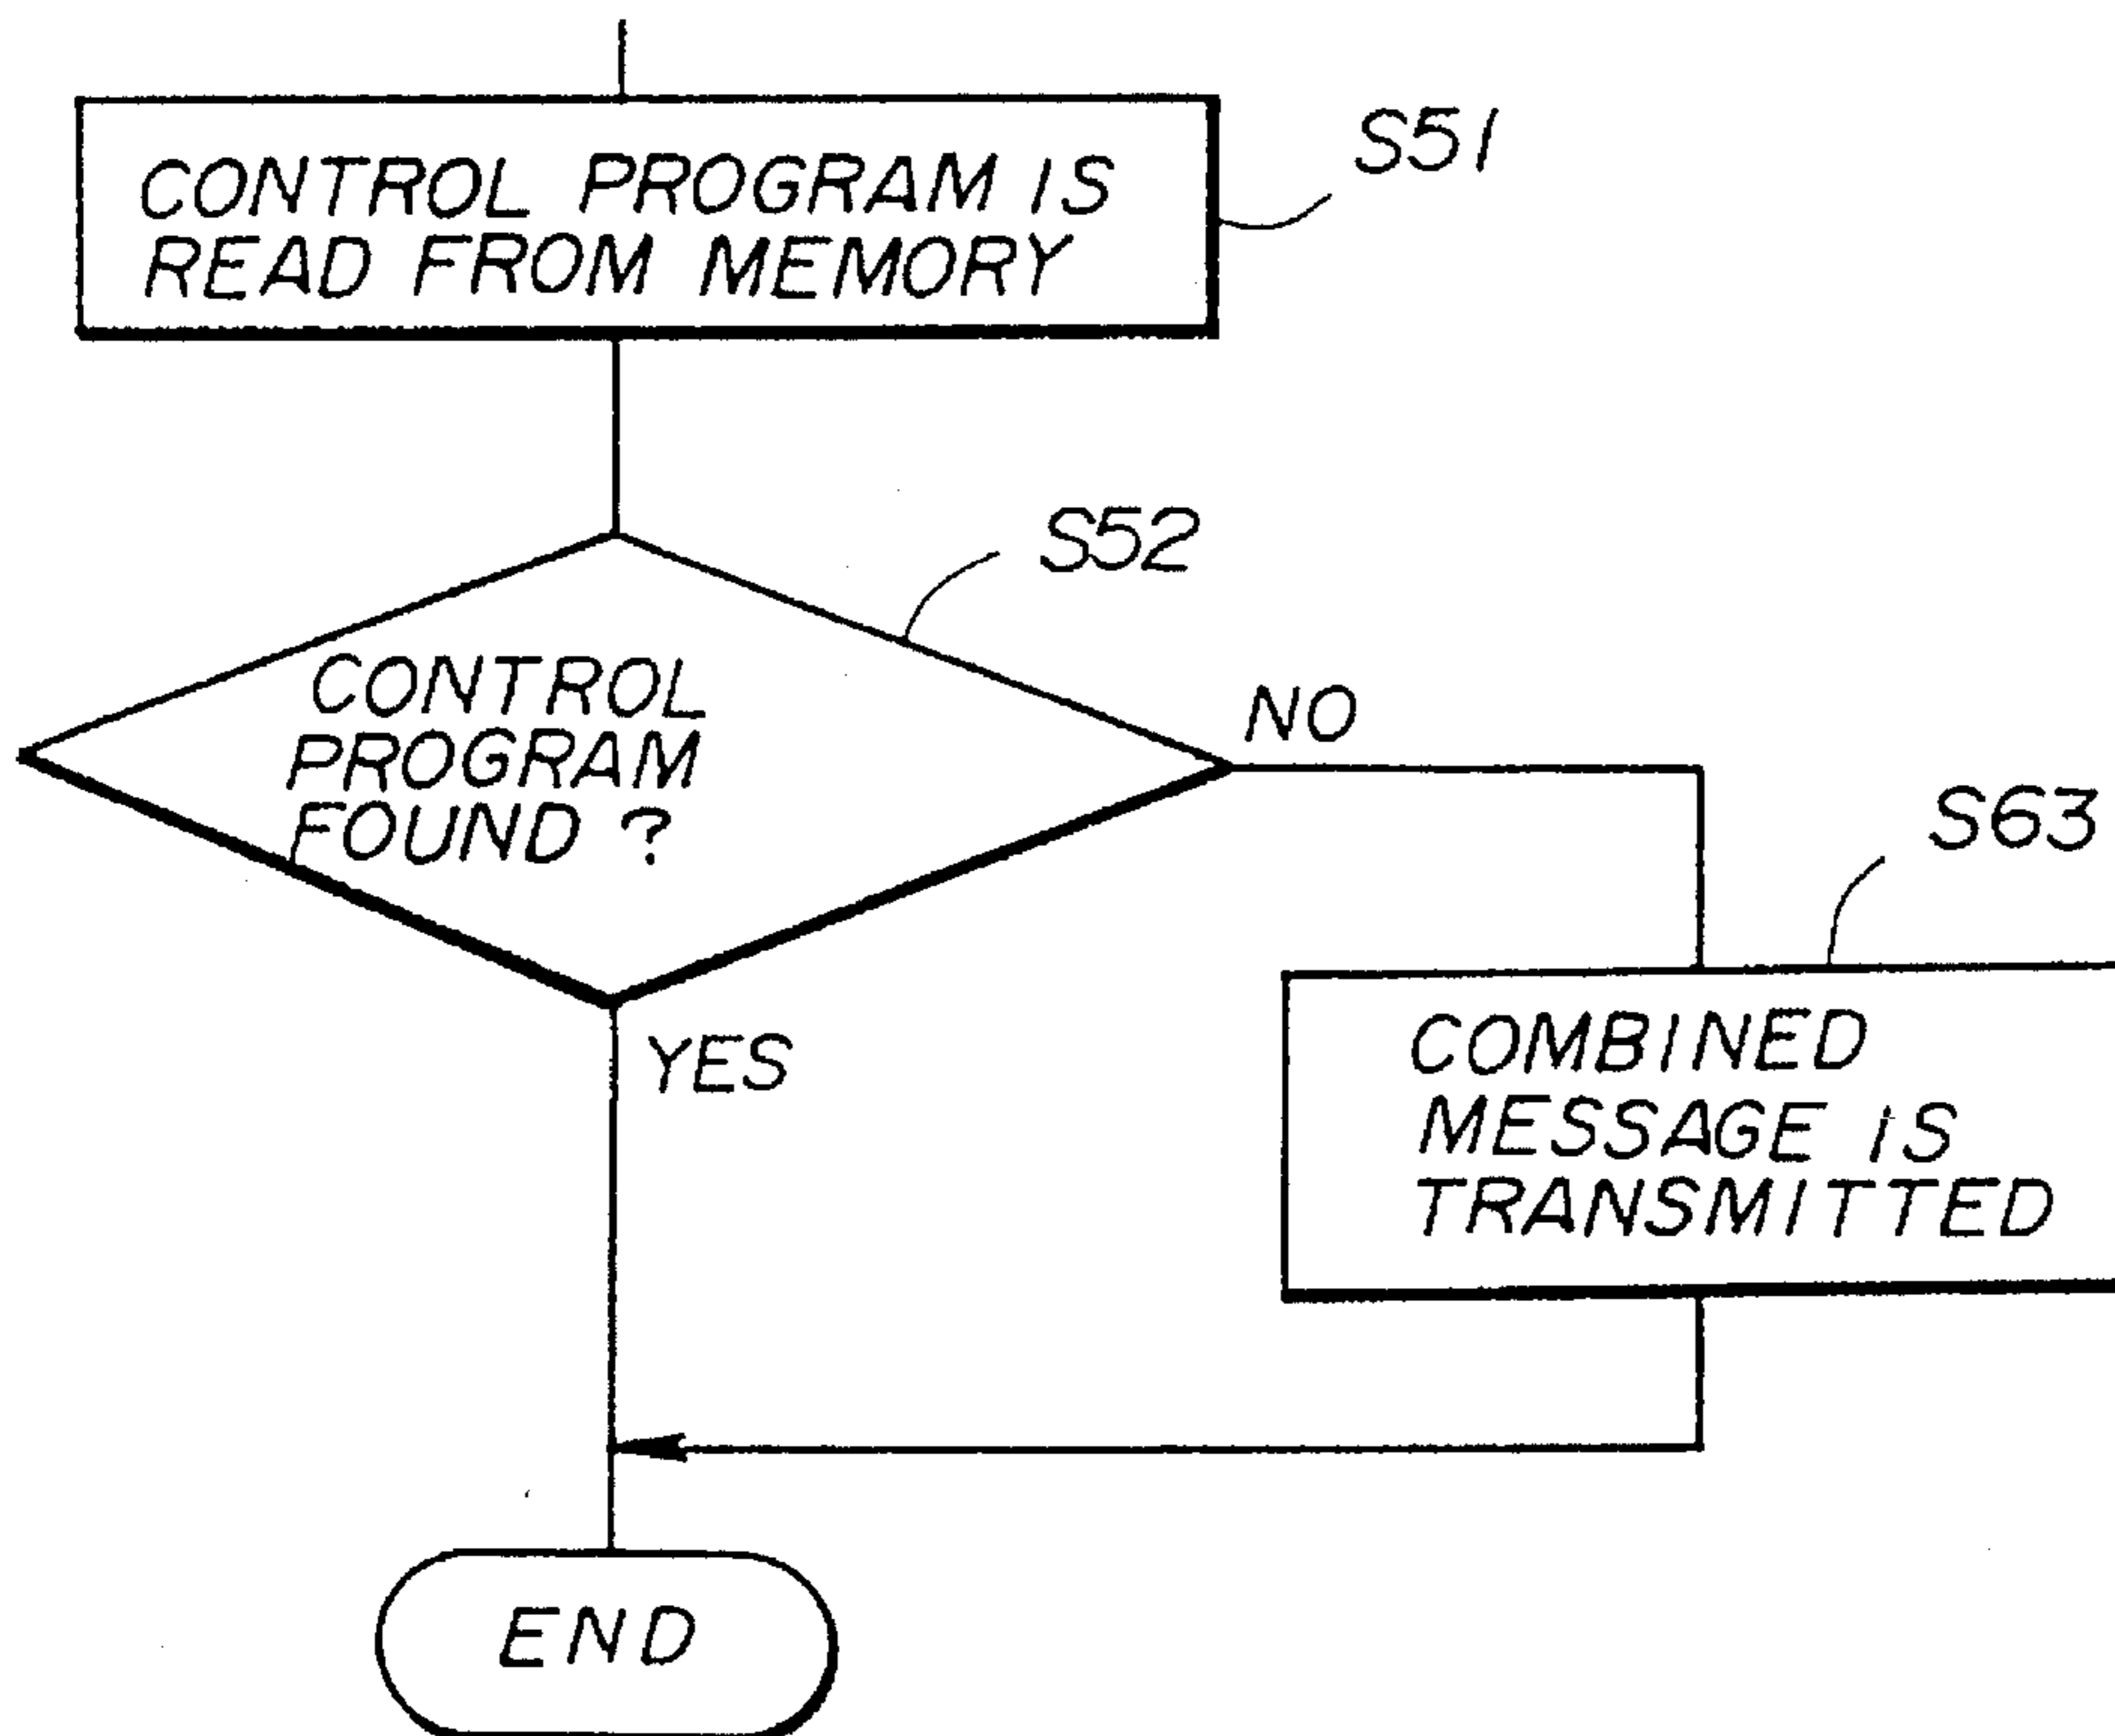 CONTROL PROGRAM IS
READ FROM MEMORY
S51
S52
CONTROL
PROGRAM
FOUND ?
NO
S63
YES
COMBINED
MESSAGE IS
TRANSMITTED
END